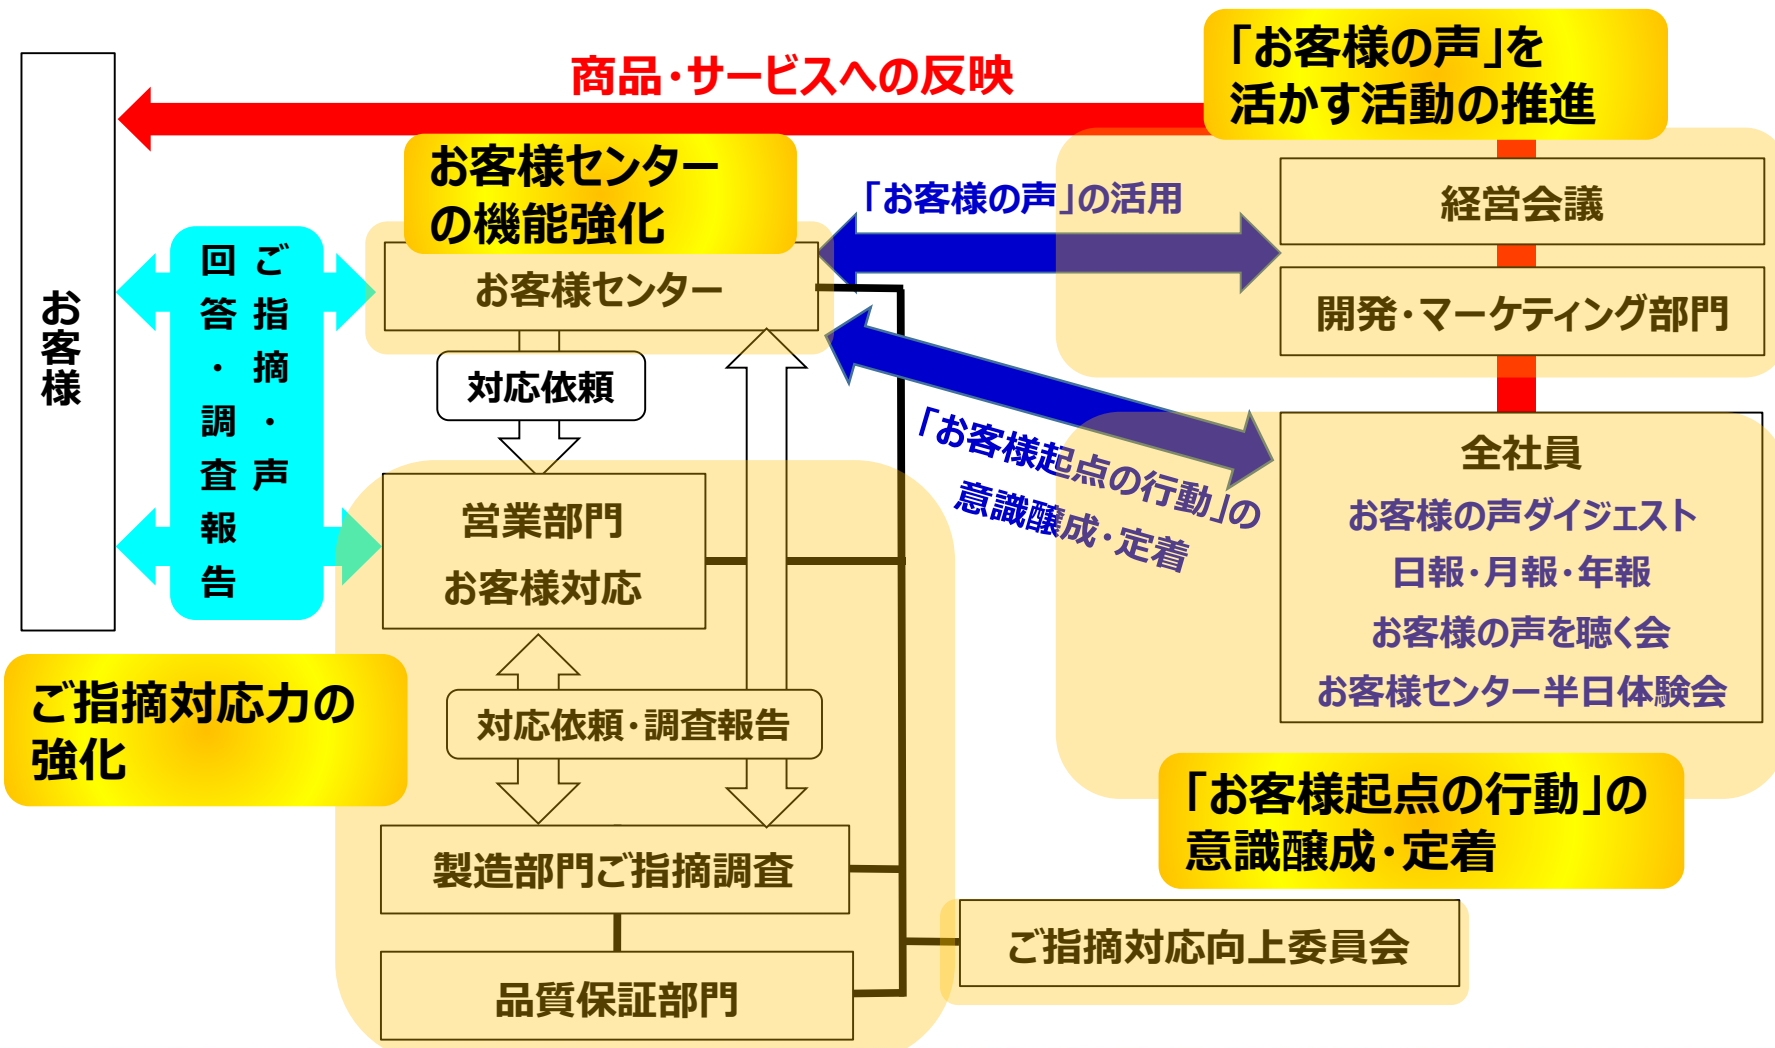 「お客様の声」を
活かす活動の推進
商品・サービスへの反映
お客様センター
の機能強化
「お客様の声」の活用
経営会議
お客様センター
開発・マーケティング部門
お客様
ご指摘・声
回答・調査報告
対応依頼
「お客様起点の行動」の
意識醸成・定着
全社員
お客様の声ダイジェスト
日報・月報・年報
お客様の声を聴く会
お客様センター半日体験会
営業部門
お客様対応
ご指摘対応力の
強化
対応依頼・調査報告
「お客様起点の行動」の
意識醸成・定着
製造部門ご指摘調査
ご指摘対応向上委員会
品質保証部門